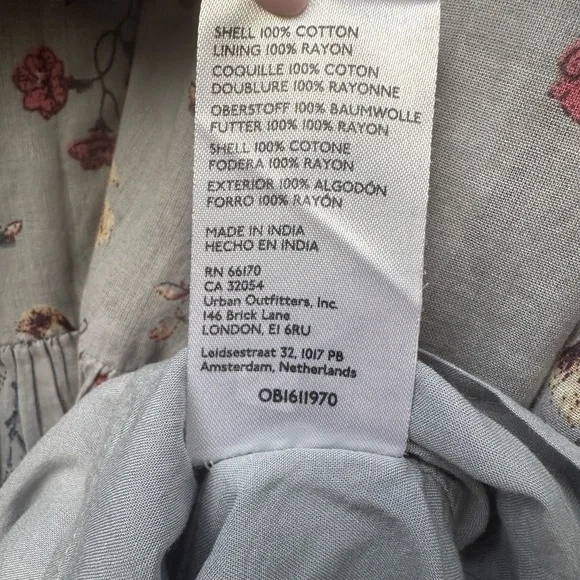 SHELL 100% COTTON
LINING 100% RAYON
COQUILLE 100% COTON
DOUBLURE 100% RAYONNE
OBERSTOFF 100% BAUMWOLLE
FUTTER 100% 100% RAYON
SHELL 100% COTONE
FODERA 100% RAYON
EXTERIOR 100% ALGODÓN
FORRO 100% RAYÓN
MADE IN INDIA
HECHO EN INDIA
RN 66170
CA 32054
Urban Outfitters, Inc.
146 Brick Lane
LONDON, E1 6RU
Leidsestraat 32, 1017 PB
Amsterdam, Netherlands
OB1611970